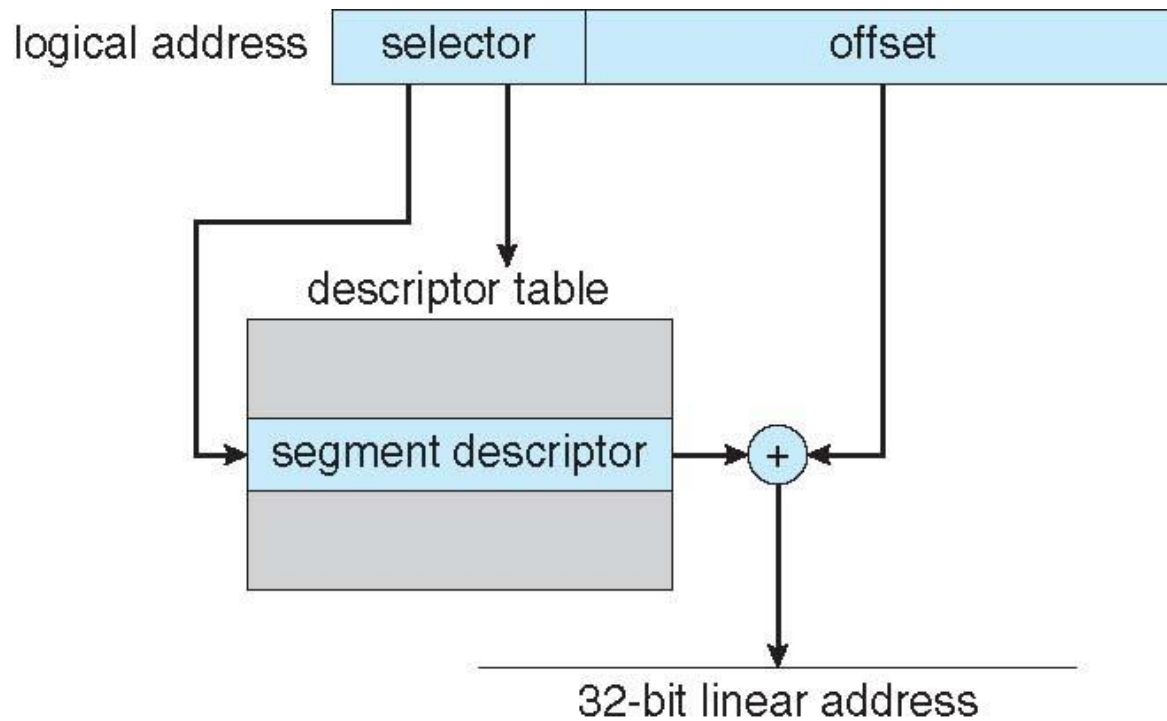 logical address selector offset
descriptor table
segment descriptor +
32-bit linear address